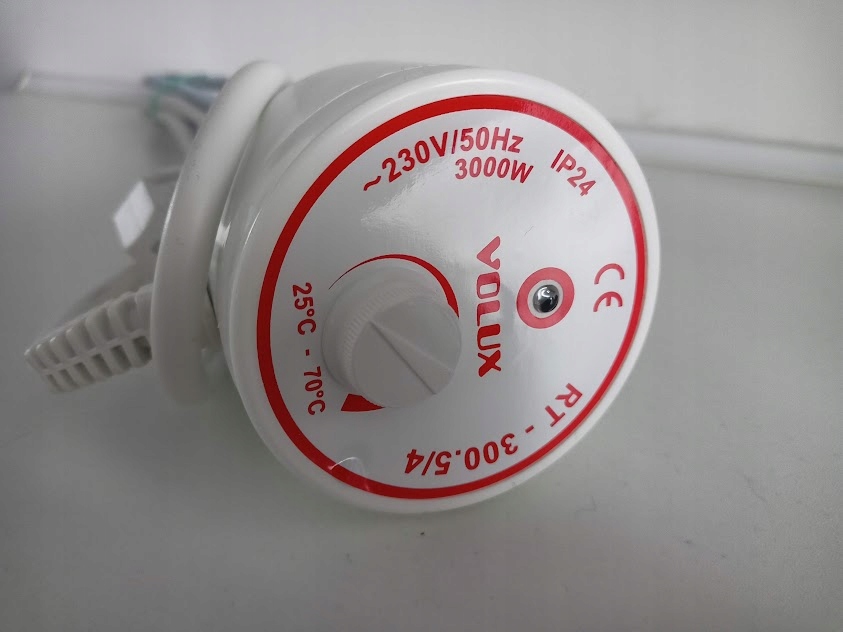 ~230V/50Hz
3000W
IP24
CE
VOLUX
25°C - 70°C
RT - 300.5/4